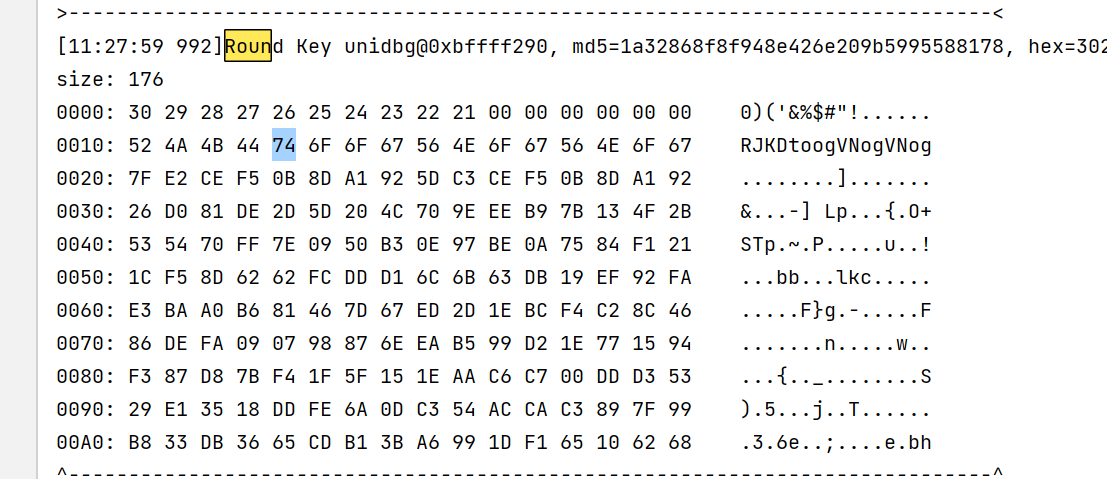 >-----------------------------------------------------------------------------<
[11:27:59 992]Round Key unidbg@0xbffff290, md5=1a32868f8f948e426e209b5995588178, hex=302
size: 176
0000: 30 29 28 27 26 25 24 23 22 21 00 00 00 00 00 00    0)('&%$#"!......
0010: 52 4A 4B 44 74 6F 6F 67 56 4E 6F 67 56 4E 6F 67    RJKDtoogVNogVNog
0020: 7F E2 CE F5 0B 8D A1 92 5D C3 CE F5 0B 8D A1 92    ........].......
0030: 26 D0 81 DE 2D 5D 20 4C 70 9E EE B9 7B 13 4F 2B    &...-] Lp...{.O+
0040: 53 54 70 FF 7E 09 50 B3 0E 97 BE 0A 75 84 F1 21    STp.~.P.....u..!
0050: 1C F5 8D 62 62 FC DD D1 6C 6B 63 DB 19 EF 92 FA    ...bb...lkc.....
0060: E3 BA A0 B6 81 46 7D 67 ED 2D 1E BC F4 C2 8C 46    .....F}g.-.....F
0070: 86 DE FA 09 07 98 87 6E EA B5 99 D2 1E 77 15 94    .......n.....w..
0080: F3 87 D8 7B F4 1F 5F 15 1E AA C6 C7 00 DD D3 53    ...{.._........S
0090: 29 E1 35 18 DD FE 6A 0D C3 54 AC CA C3 89 7F 99    ).5...j..T......
00A0: B8 33 DB 36 65 CD B1 3B A6 99 1D F1 65 10 62 68    .3.6e..;....e.bh
^-----------------------------------------------------------------------------^